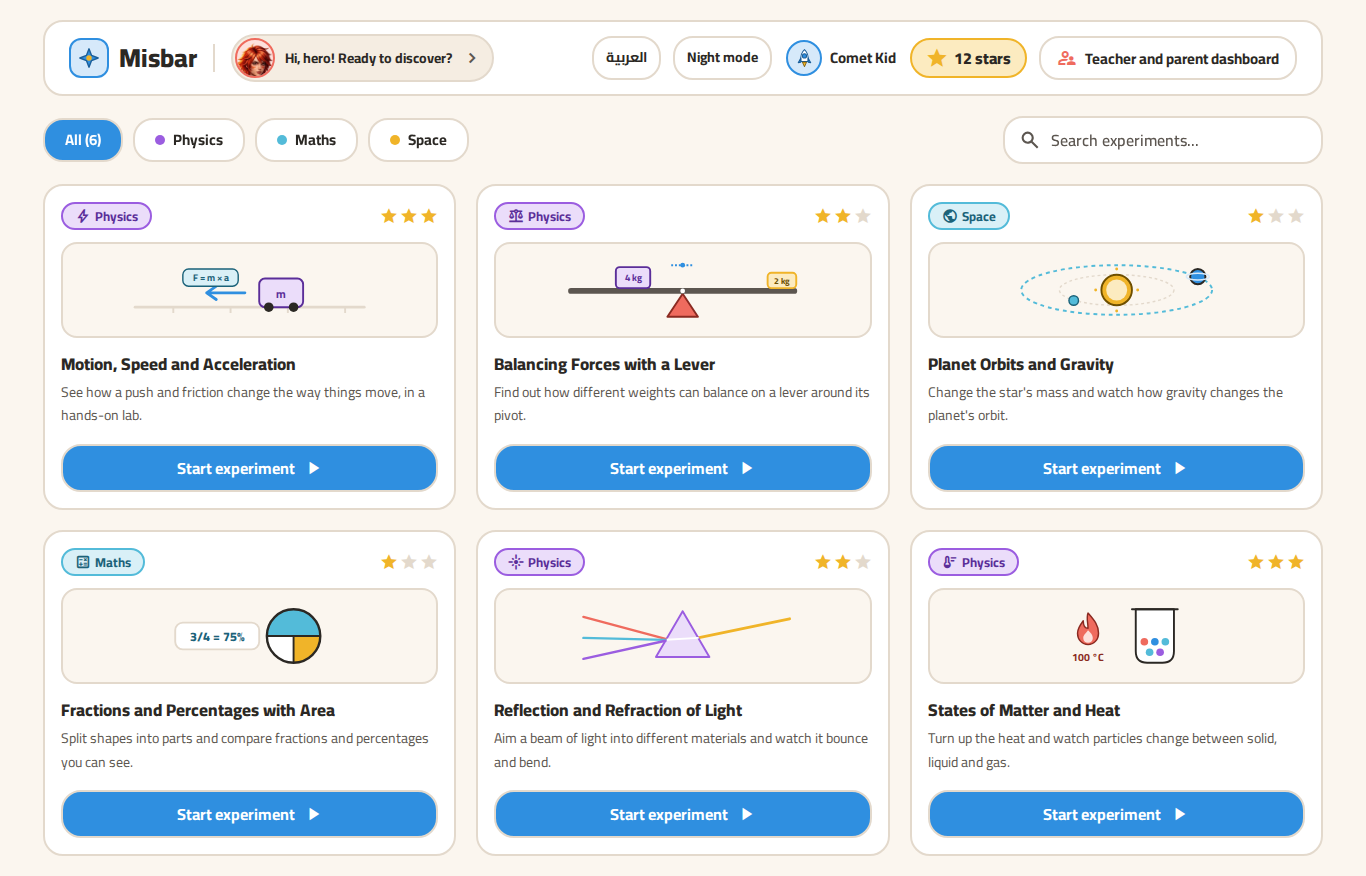 Misbar
Hi, hero! Ready to discover?
العربية
Night mode
Comet Kid
12 stars
Teacher and parent dashboard
All (6)
Physics
Maths
Space
Search experiments...
Physics
F = m × a
m
Motion, Speed and Acceleration
See how a push and friction change the way things move, in a
hands-on lab.
Start experiment
Physics
4 kg
2 kg
Balancing Forces with a Lever
Find out how different weights can balance on a lever around its
pivot.
Start experiment
Space
Planet Orbits and Gravity
Change the star's mass and watch how gravity changes the
planet's orbit.
Start experiment
Maths
3/4 = 75%
Fractions and Percentages with Area
Split shapes into parts and compare fractions and percentages
you can see.
Start experiment
Physics
Reflection and Refraction of Light
Aim a beam of light into different materials and watch it bounce
and bend.
Start experiment
Physics
100 °C
States of Matter and Heat
Turn up the heat and watch particles change between solid,
liquid and gas.
Start experiment